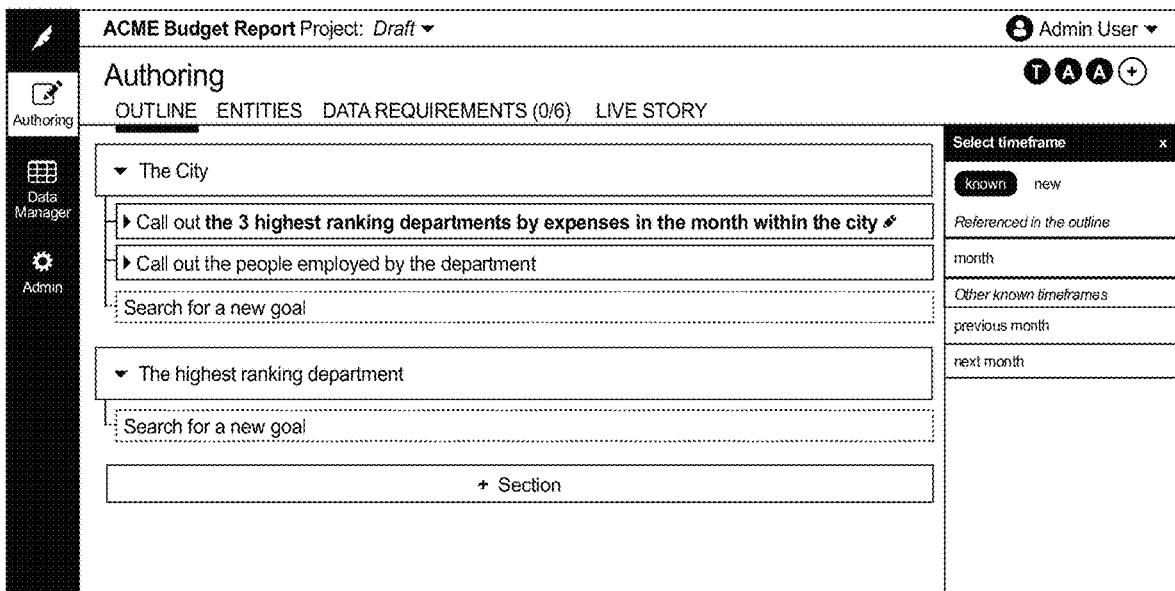 ACME Budget Report Project: Draft
Admin User
Authoring
T A A +
OUTLINE ENTITIES DATA REQUIREMENTS (0/6) LIVE STORY
Authoring
Data
Manager
Admin
The City
Call out the 3 highest ranking departments by expenses in the month within the city
Call out the people employed by the department
Search for a new goal
The highest ranking department
Search for a new goal
+ Section
Select timeframe x
known new
Referenced in the outline
month
Other known timeframes
previous month
next month